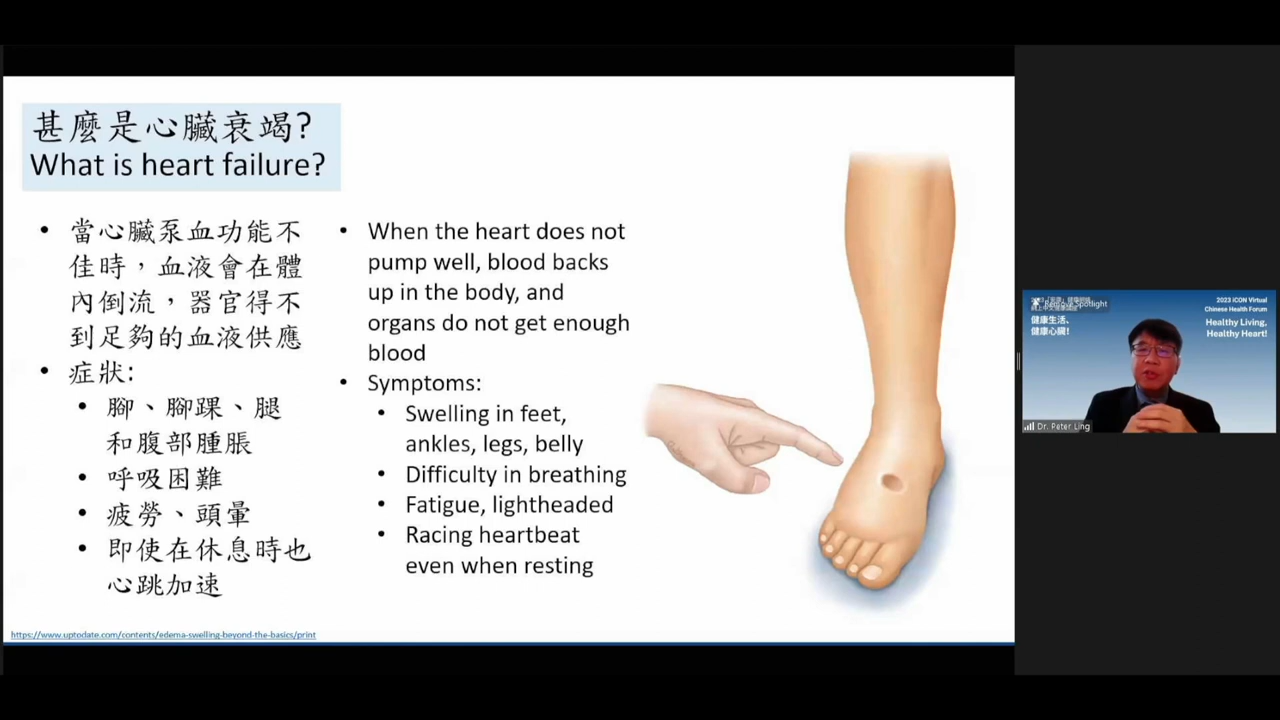 甚麼是心臟衰竭?
What is heart failure?
• 當心臟泵血功能不
佳時，血液會在體
內倒流，器官得不
到足夠的血液供應
• 症狀:
• 腳、腳踝、腿
和腹部腫脹
• 呼吸困難
• 疲勞、頭暈
• 即使在休息時也
心跳加速
• When the heart does not
pump well, blood backs
up in the body, and
organs do not get enough
blood
• Symptoms:
• Swelling in feet,
ankles, legs, belly
• Difficulty in breathing
• Fatigue, lightheaded
• Racing heartbeat
even when resting
https://www.uptodate.com/contents/edema-swelling-beyond-the-basics/print
Remove Spotlight
健康生活、
健康心臟!
2023 iCON Virtual
Chinese Health Forum
Healthy Living,
Healthy Heart!
Dr. Peter Ling